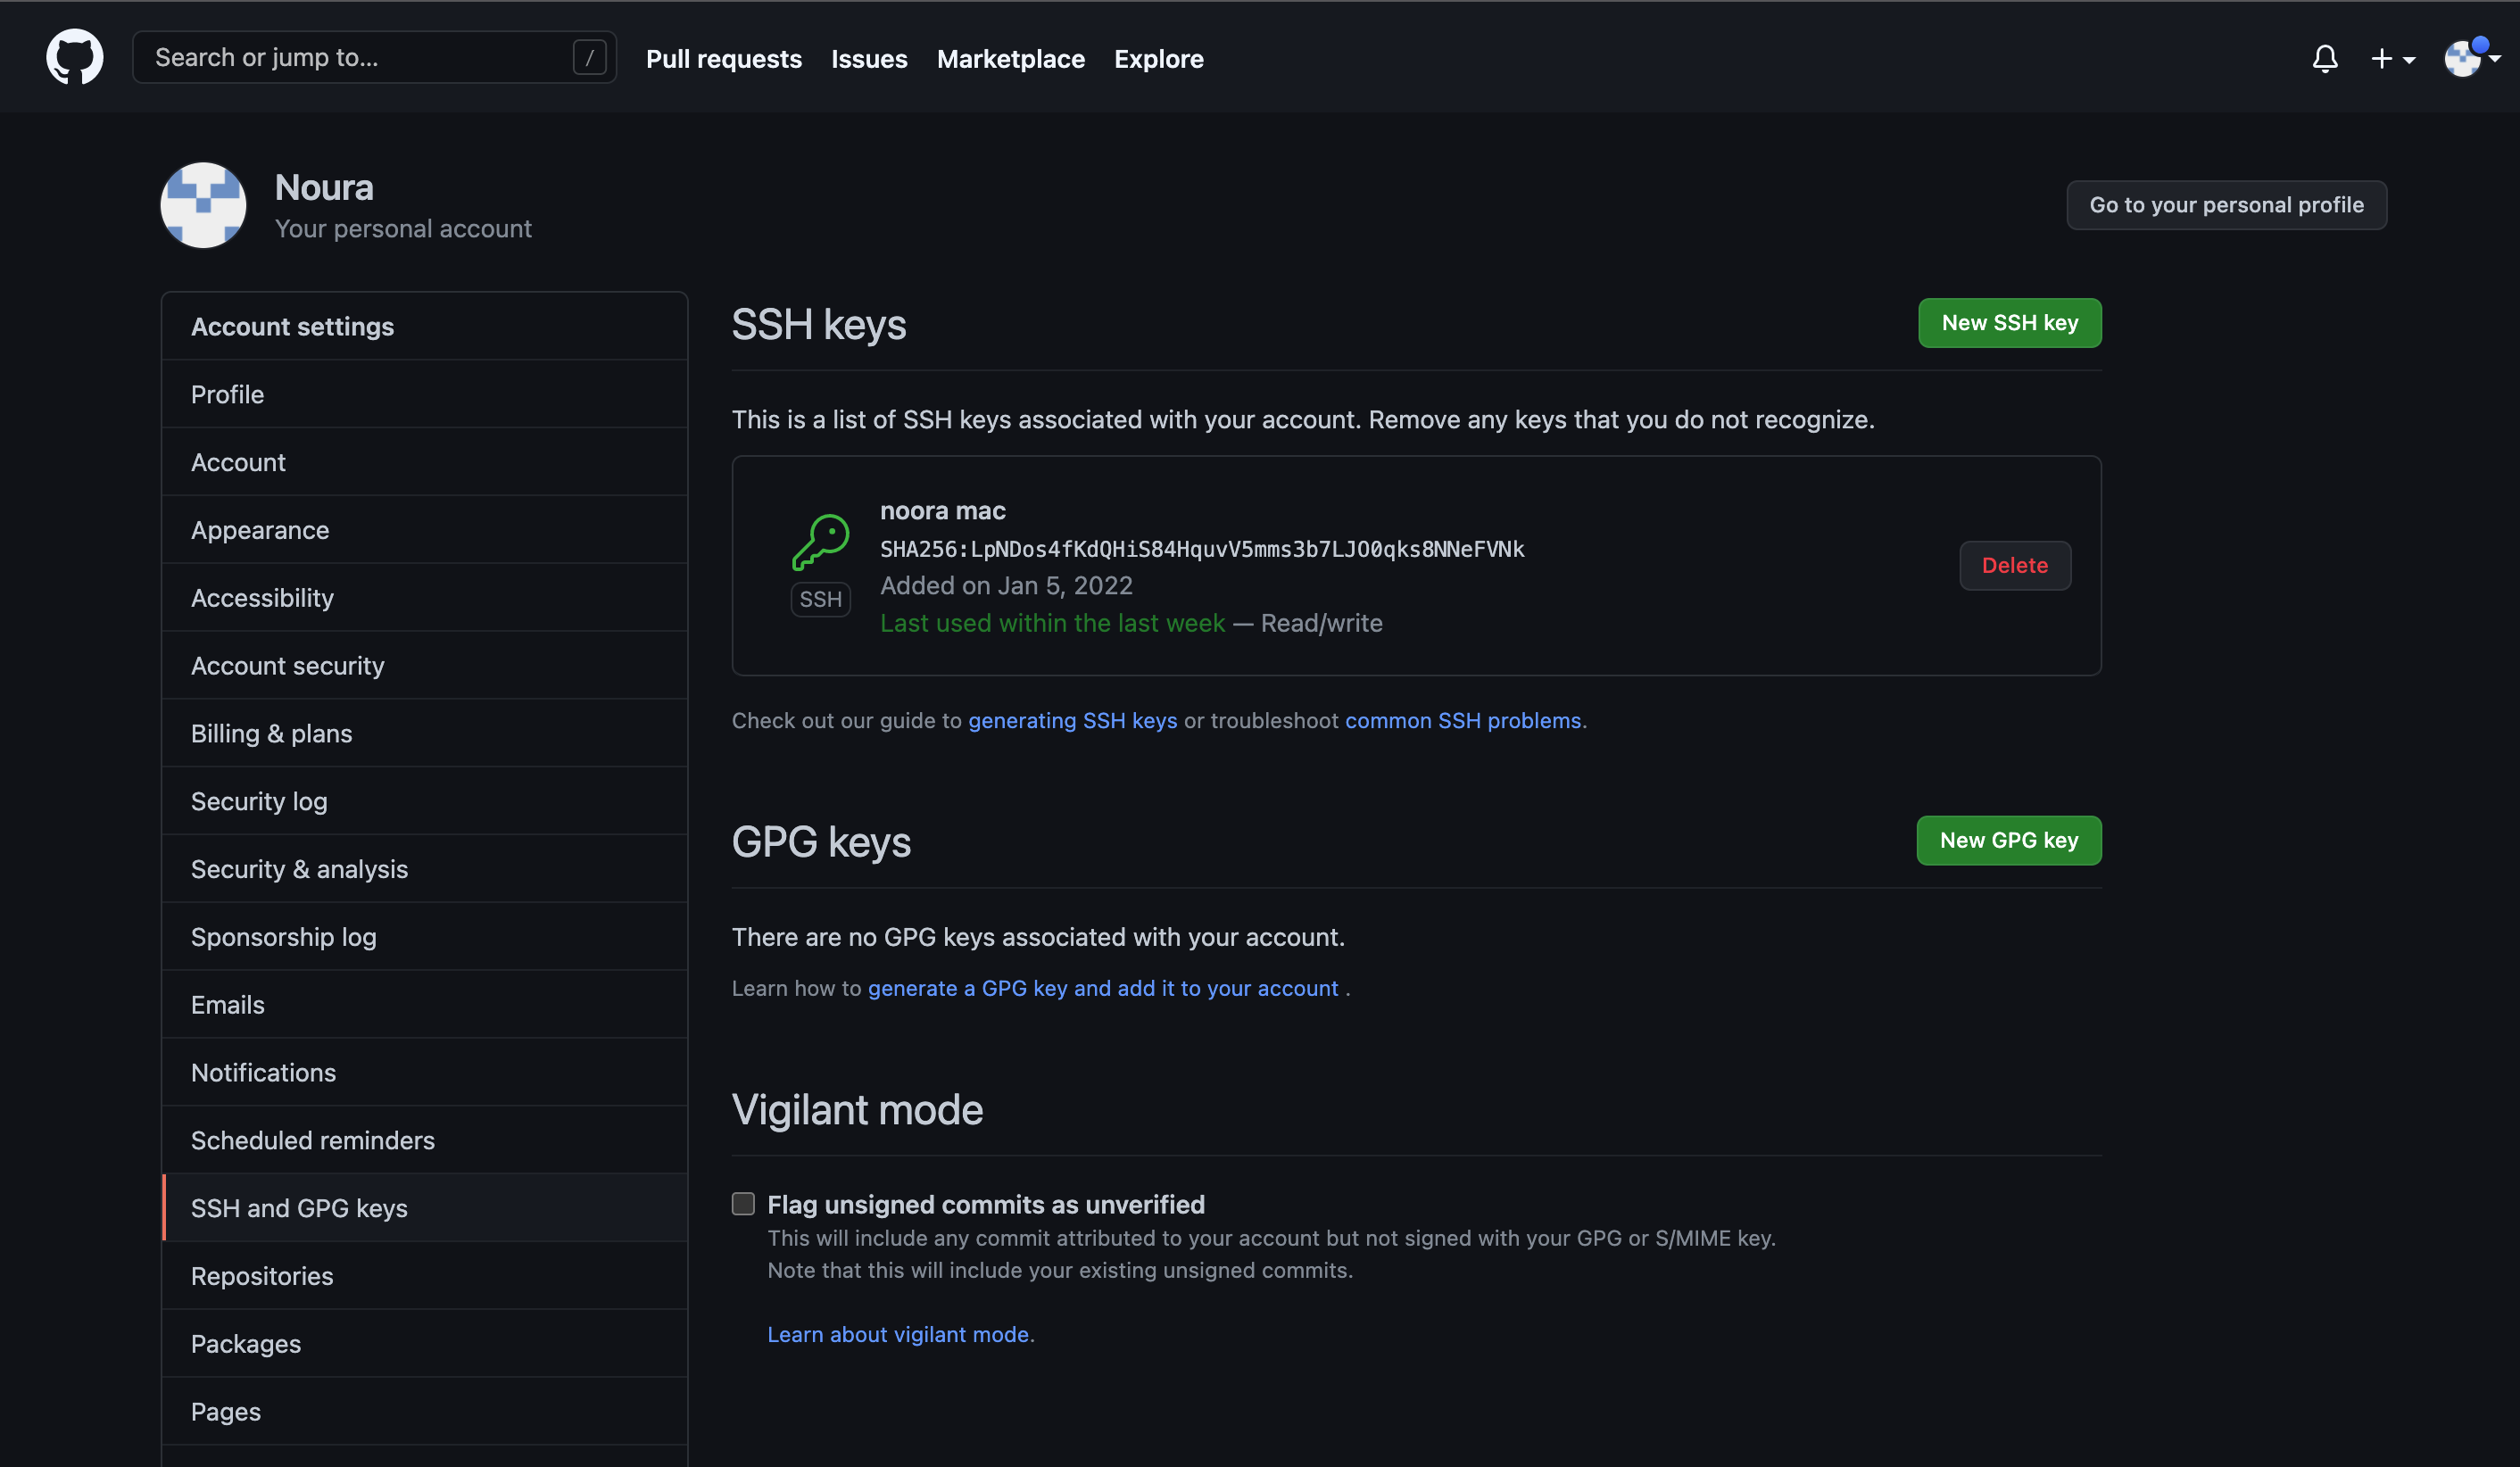 Search or jump to...
/
Pull requests
Issues
Marketplace
Explore
Noura
Your personal account
Go to your personal profile
Account settings
Profile
Account
Appearance
Accessibility
Account security
Billing & plans
Security log
Security & analysis
Sponsorship log
Emails
Notifications
Scheduled reminders
SSH and GPG keys
Repositories
Packages
Pages
SSH keys
New SSH key
This is a list of SSH keys associated with your account. Remove any keys that you do not recognize.
noora mac
SHA256:LpNDos4fKdQHiS84HquvV5mms3b7LJO0qks8NNeFVNk
SSH
Added on Jan 5, 2022
Last used within the last week — Read/write
Delete
Check out our guide to generating SSH keys or troubleshoot common SSH problems.
GPG keys
New GPG key
There are no GPG keys associated with your account.
Learn how to generate a GPG key and add it to your account .
Vigilant mode
Flag unsigned commits as unverified
This will include any commit attributed to your account but not signed with your GPG or S/MIME key.
Note that this will include your existing unsigned commits.
Learn about vigilant mode.